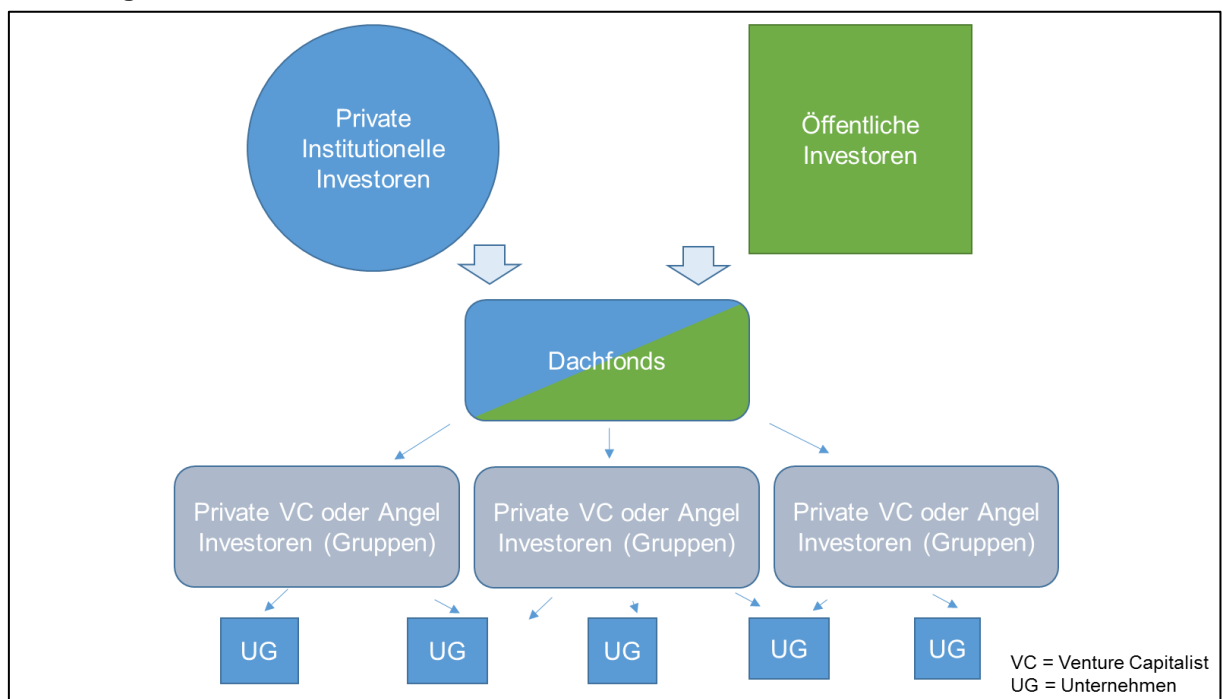 Private
Institutionelle
Investoren
Öffentliche
Investoren
Dachfonds
Private VC oder Angel
Investoren (Gruppen)
Private VC oder Angel
Investoren (Gruppen)
Private VC oder Angel
Investoren (Gruppen)
UG
UG
UG
UG
UG
VC = Venture Capitalist
UG = Unternehmen